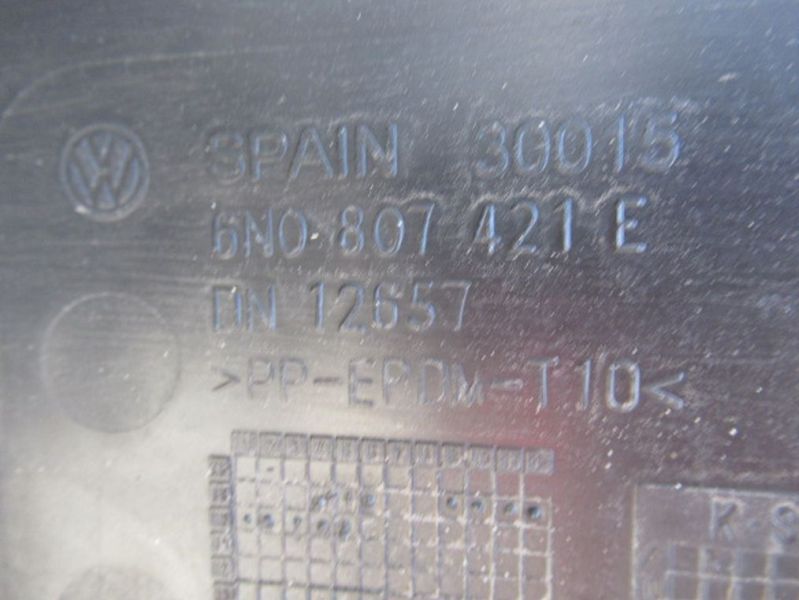 SPAIN 30015
6N0 807 421 E
DN 12657
>PP-EPDM-T10<